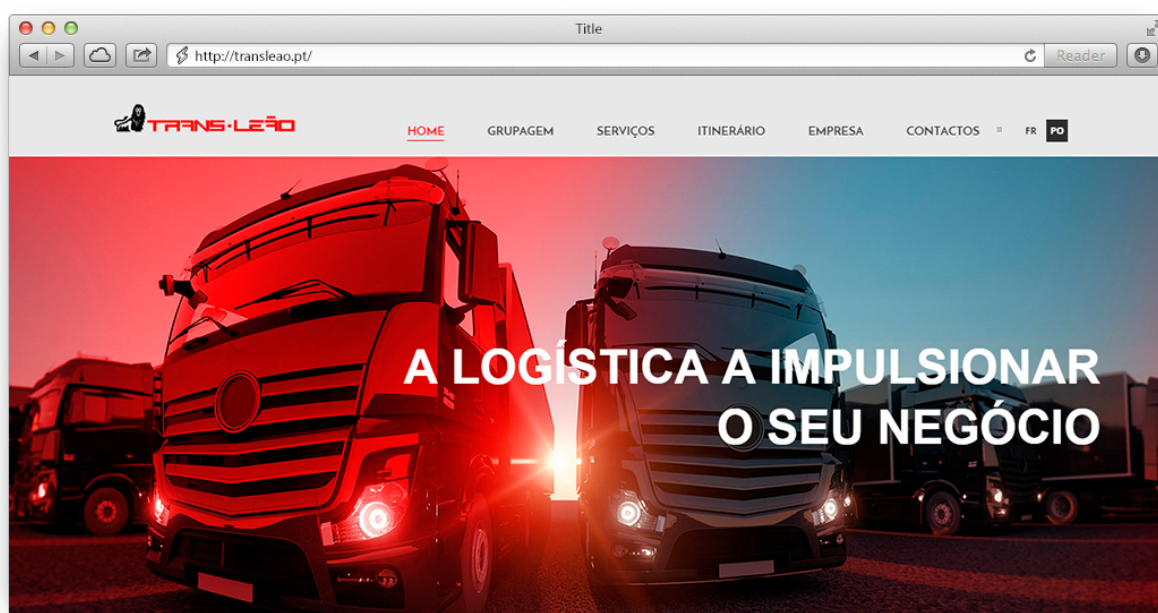 Title
http://transleao.pt/
Reader
TRANS·LEÃO
HOME
GRUPAGEM
SERVIÇOS
ITINERÁRIO
EMPRESA
CONTACTOS
FR
PO
A LOGÍSTICA A IMPULSIONAR
O SEU NEGÓCIO